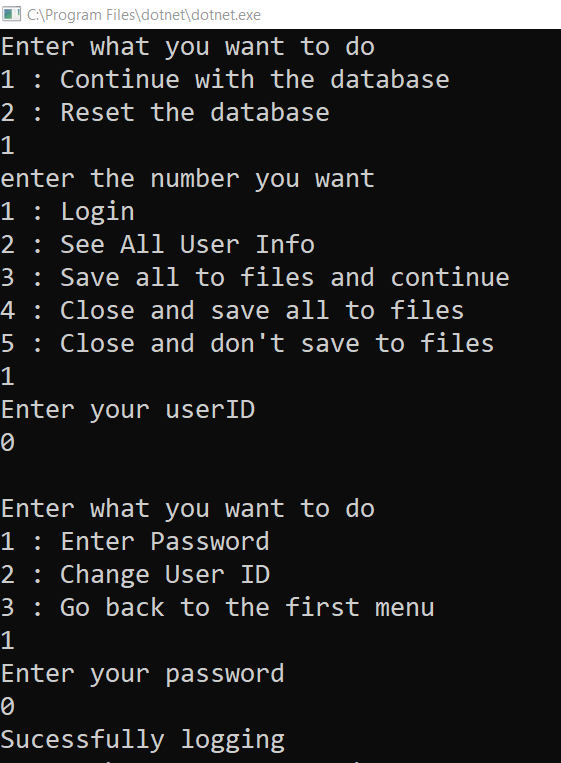 C:\Program Files\dotnet\dotnet.exe
Enter what you want to do
1 : Continue with the database
2 : Reset the database
1
enter the number you want
1 : Login
2 : See All User Info
3 : Save all to files and continue
4 : Close and save all to files
5 : Close and don't save to files
1
Enter your userID
0
Enter what you want to do
1 : Enter Password
2 : Change User ID
3 : Go back to the first menu
1
Enter your password
0
Sucessfully logging